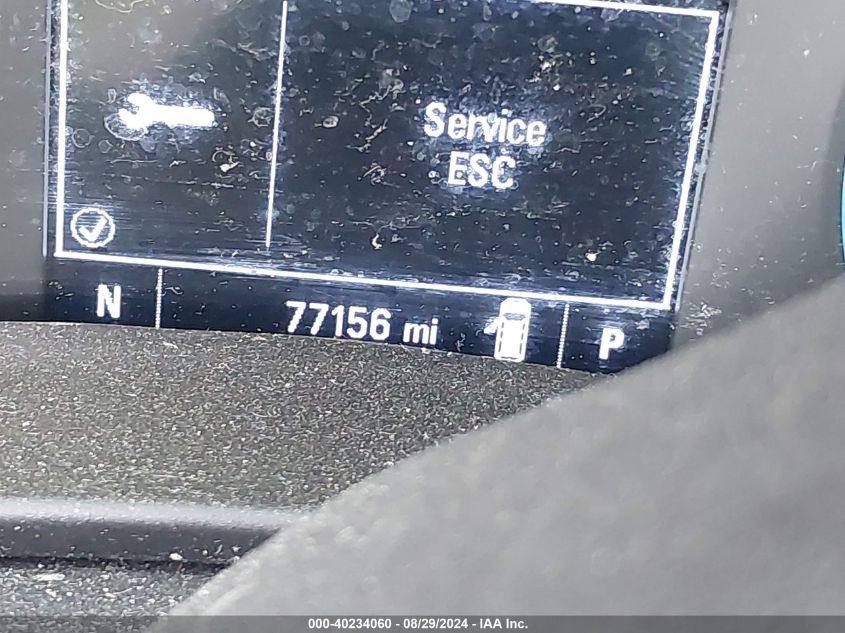 Service
ESC
N 77156 mi P
000-40234060 - 08/29/2024 - IAA Inc.